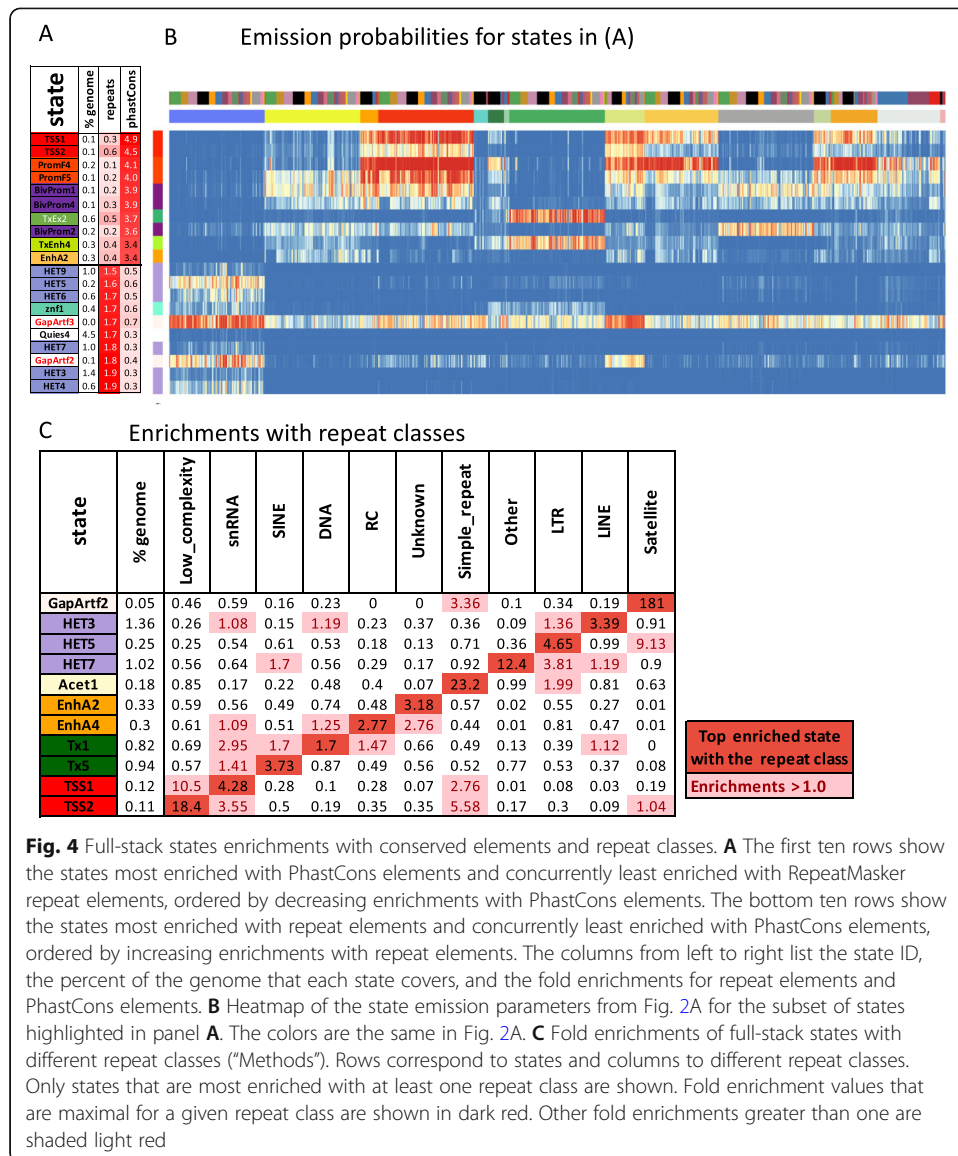 A
B
Emission probabilities for states in (A)
state % genome repeats phastCons
TSS1 0.1 0.3 4.9
TSS2 0.1 0.6 4.5
PromF4 0.2 0.1 4.1
PromF5 0.1 0.2 4.0
BivProm1 0.1 0.2 3.9
BivProm4 0.1 0.3 3.9
TxEx2 0.6 0.5 3.7
BivProm2 0.2 0.2 3.6
TxEnh4 0.3 0.4 3.4
EnhA2 0.3 0.4 3.4
HET9 1.0 1.5 0.5
HET5 0.2 1.6 0.6
HET6 0.6 1.7 0.5
znf1 0.4 1.7 0.6
GapArtf3 0.0 1.7 0.7
Quies4 4.5 1.7 0.3
HET7 1.0 1.8 0.3
GapArtf2 0.1 1.8 0.4
HET3 1.4 1.9 0.3
HET4 0.6 1.9 0.3
C
Enrichments with repeat classes
state % genome Low_complexity snRNA SINE DNA RC Unknown Simple_repeat Other LTR LINE Satellite
GapArtf2 0.05 0.46 0.59 0.16 0.23 0 0 3.36 0.1 0.34 0.19 181
HET3 1.36 0.26 1.08 0.15 1.19 0.23 0.37 0.36 0.09 1.36 3.39 0.91
HET5 0.25 0.25 0.54 0.61 0.53 0.18 0.13 0.71 0.36 4.65 0.99 9.13
HET7 1.02 0.56 0.64 1.7 0.56 0.29 0.17 0.92 12.4 3.81 1.19 0.9
Acet1 0.18 0.85 0.17 0.22 0.48 0.4 0.07 23.2 0.99 1.99 0.81 0.63
EnhA2 0.33 0.59 0.56 0.49 0.74 0.48 3.18 0.57 0.02 0.55 0.27 0.01
EnhA4 0.3 0.61 1.09 0.51 1.25 2.77 2.76 0.44 0.01 0.81 0.47 0.01
Tx1 0.82 0.69 2.95 1.7 1.7 1.47 0.66 0.49 0.13 0.39 1.12 0
Tx5 0.94 0.57 1.41 3.73 0.87 0.49 0.56 0.52 0.77 0.53 0.37 0.08
TSS1 0.12 10.5 4.28 0.28 0.1 0.28 0.07 2.76 0.01 0.08 0.03 0.19
TSS2 0.11 18.4 3.55 0.5 0.19 0.35 0.35 5.58 0.17 0.3 0.09 1.04
Top enriched state
with the repeat class
Enrichments >1.0
Fig. 4 Full-stack states enrichments with conserved elements and repeat classes. A The first ten rows show
the states most enriched with PhastCons elements and concurrently least enriched with RepeatMasker
repeat elements, ordered by decreasing enrichments with PhastCons elements. The bottom ten rows show
the states most enriched with repeat elements and concurrently least enriched with PhastCons elements,
ordered by increasing enrichments with repeat elements. The columns from left to right list the state ID,
the percent of the genome that each state covers, and the fold enrichments for repeat elements and
PhastCons elements. B Heatmap of the state emission parameters from Fig. 2A for the subset of states
highlighted in panel A. The colors are the same in Fig. 2A. C Fold enrichments of full-stack states with
different repeat classes (“Methods”). Rows correspond to states and columns to different repeat classes.
Only states that are most enriched with at least one repeat class are shown. Fold enrichment values that
are maximal for a given repeat class are shown in dark red. Other fold enrichments greater than one are
shaded light red